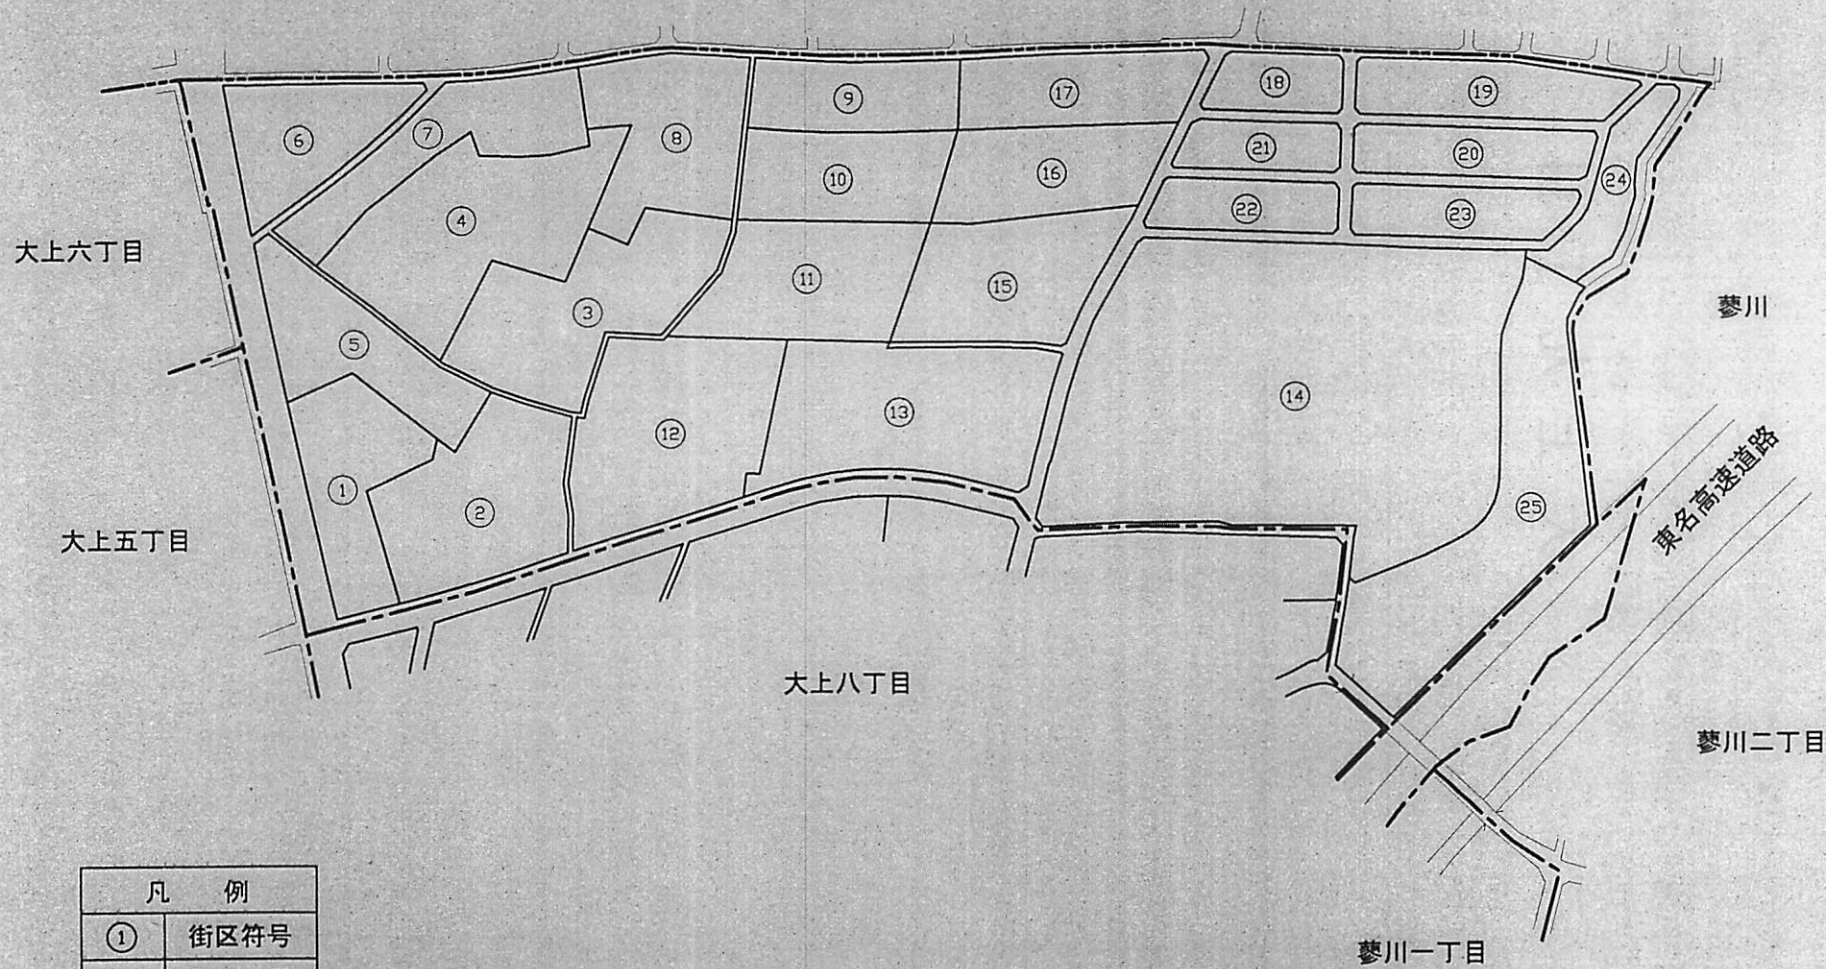 ⑥
⑦
⑧
⑨
⑰
⑱
⑲
④
⑩
⑯
㉑
⑳
㉔
㉒
㉓
大上六丁目
③
⑪
⑮
蓼川
⑤
⑭
①
②
⑫
⑬
㉕
東名高速道路
大上五丁目
大上八丁目
蓼川二丁目
凡 例
① 街区符号
蓼川一丁目